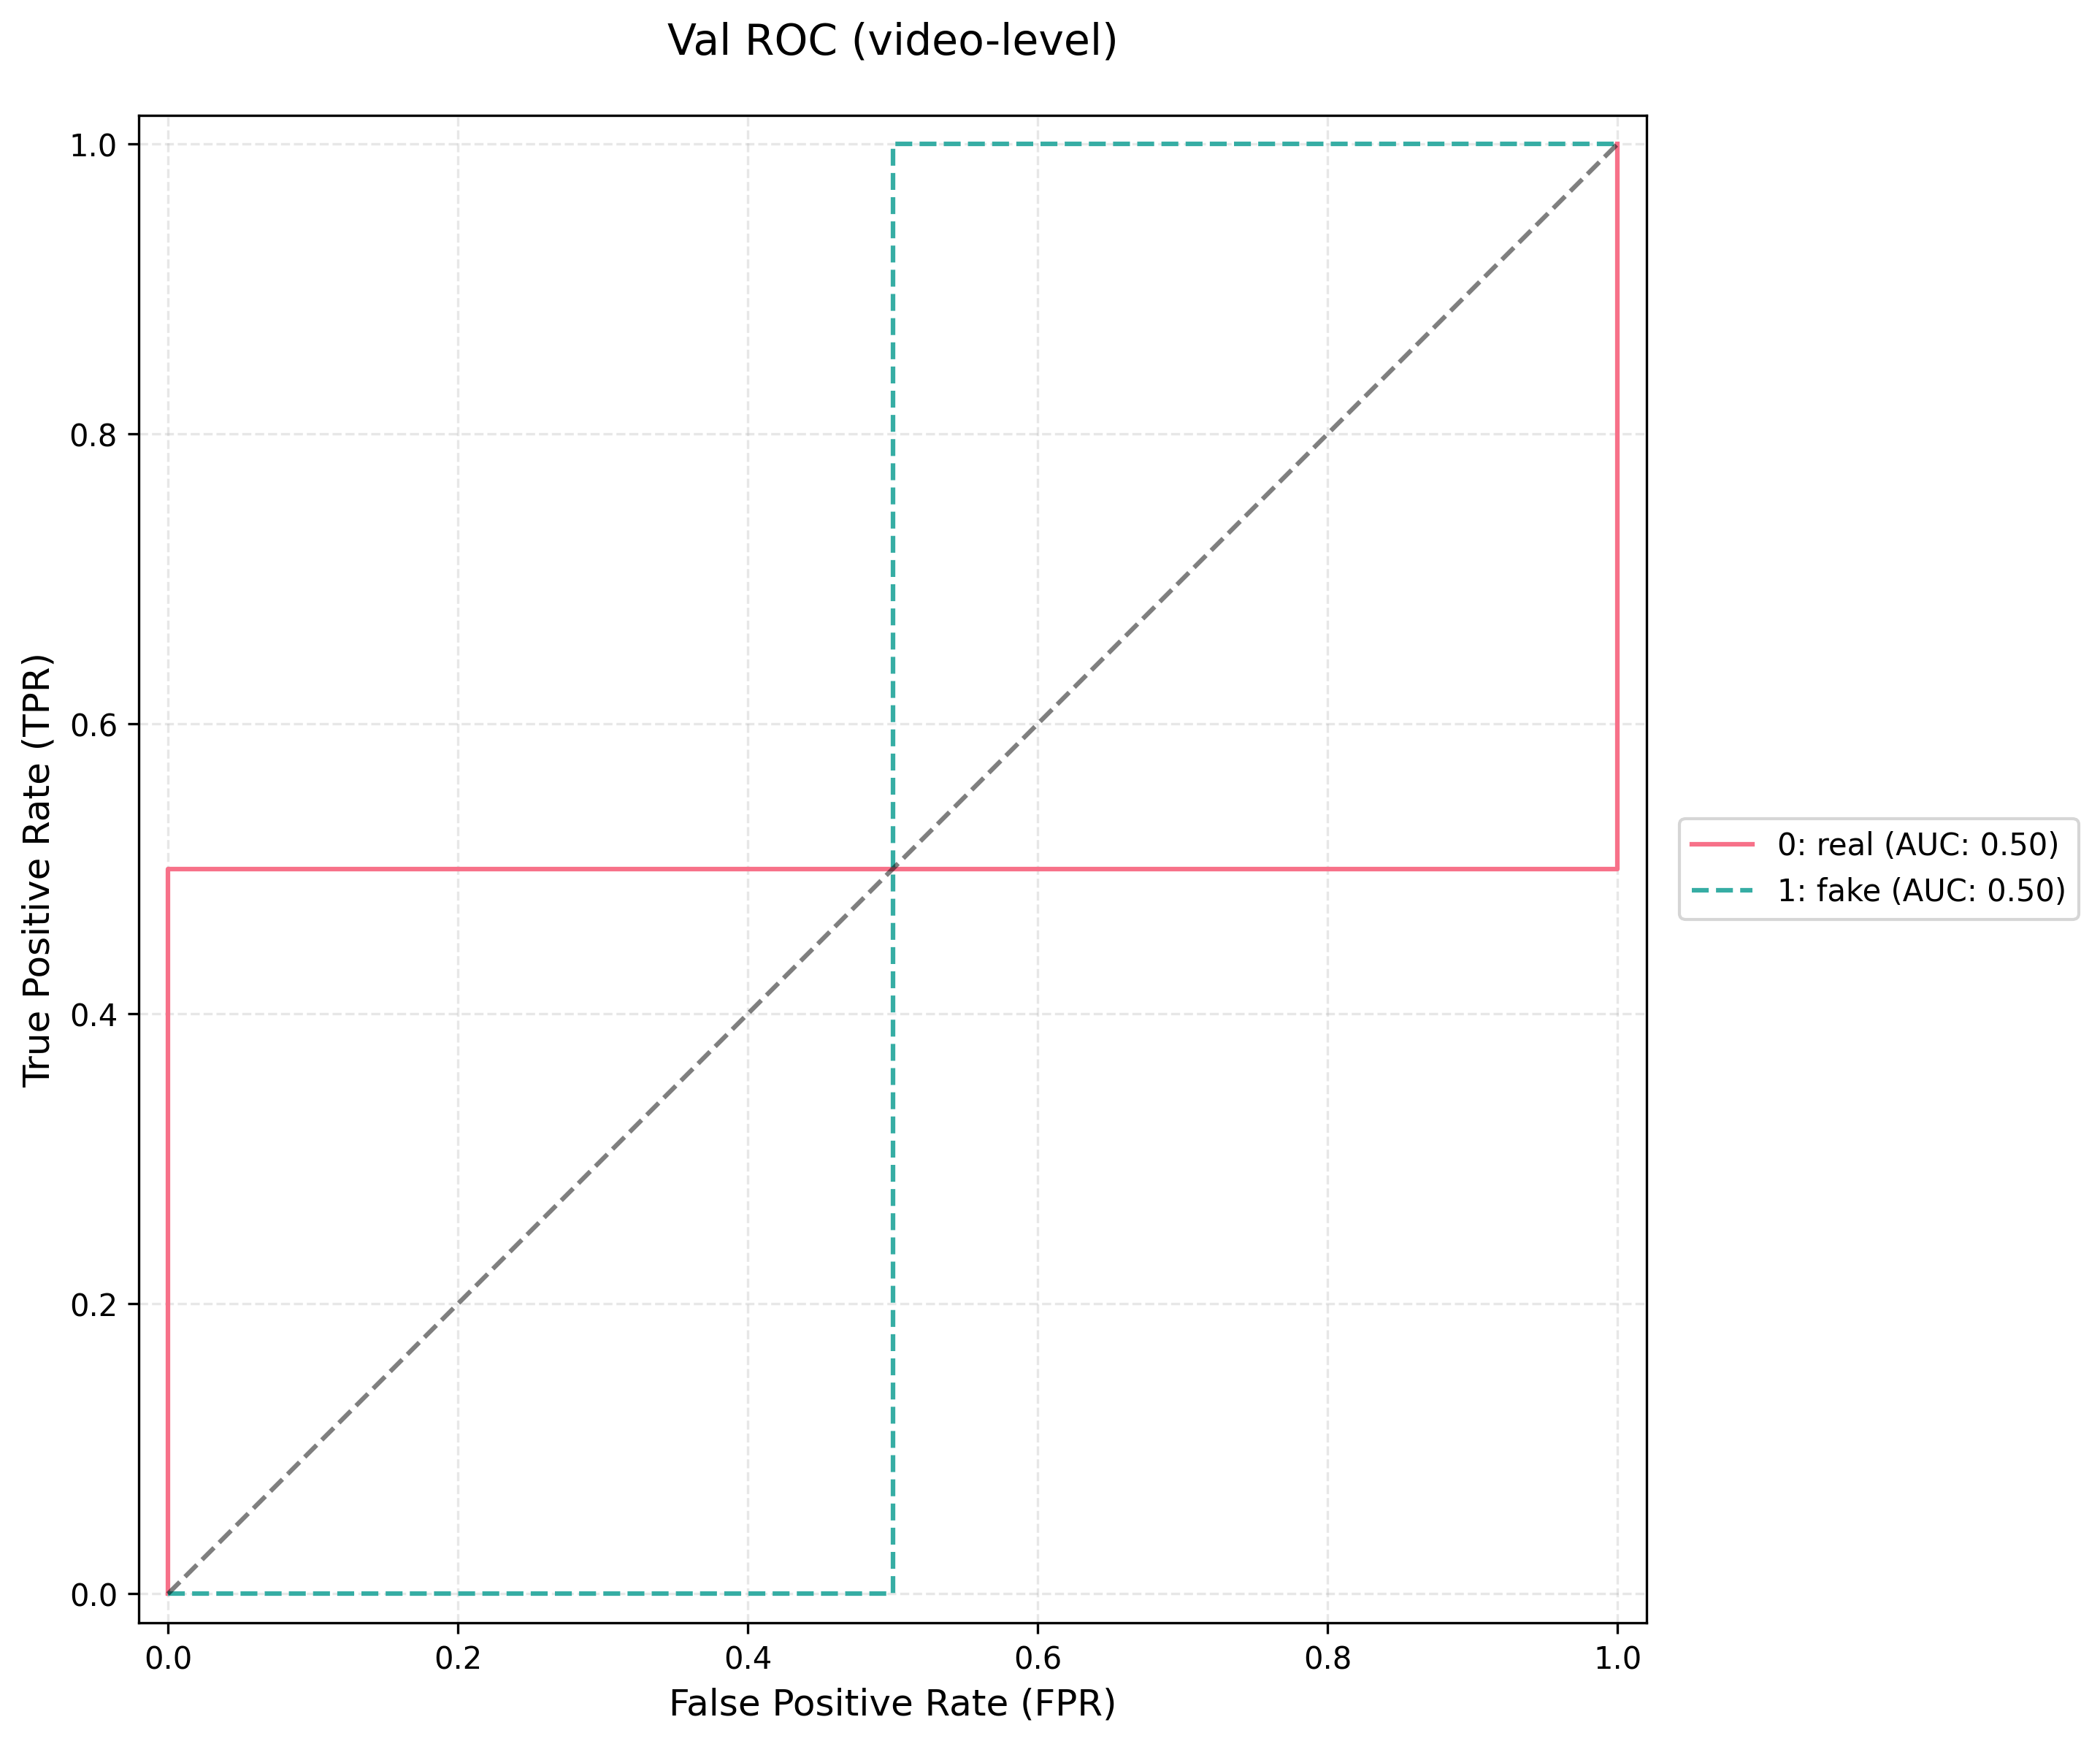 Val ROC (video-level)
True Positive Rate (TPR)
1.0
0.8
0.6
0.4
0.2
0.0
0.0 0.2 0.4 0.6 0.8 1.0
False Positive Rate (FPR)
0: real (AUC: 0.50)
1: fake (AUC: 0.50)